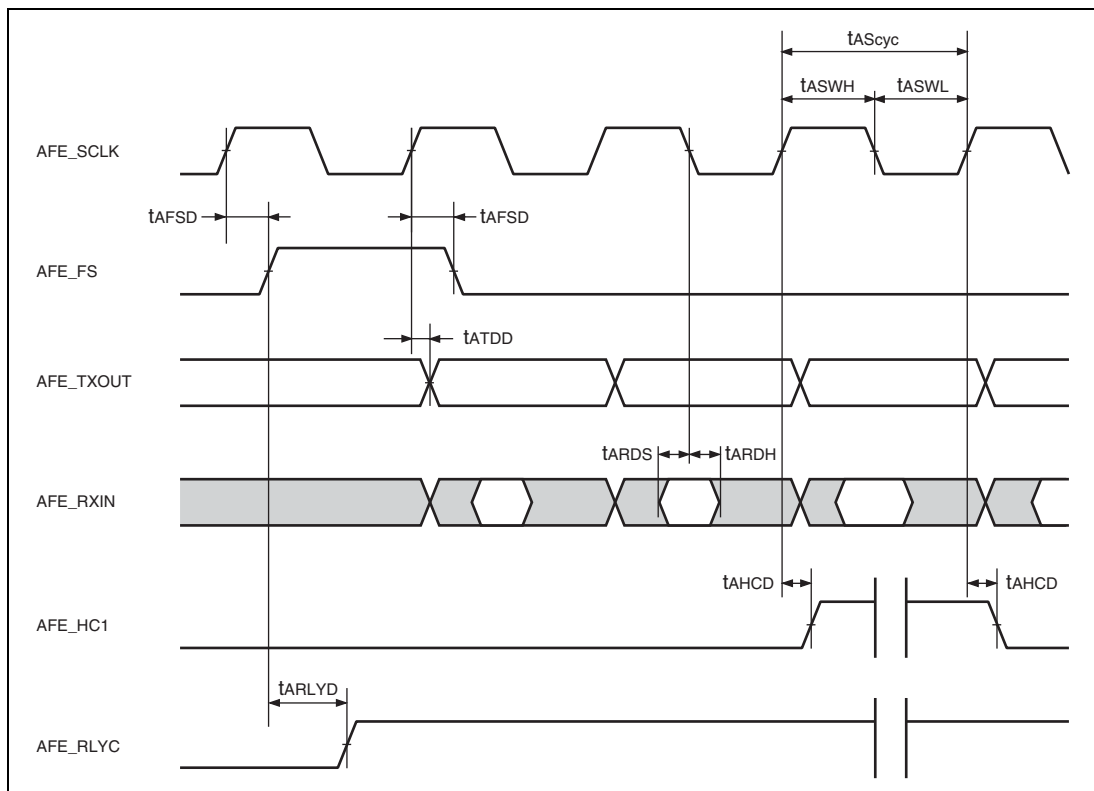 tAScyc
tASWH tASWL
AFE_SCLK
tAFSD tAFSD
AFE_FS
tATDD
AFE_TXOUT
tARDS tARDH
AFE_RXIN
tAHCD tAHCD
AFE_HC1
tARLYD
AFE_RLYC